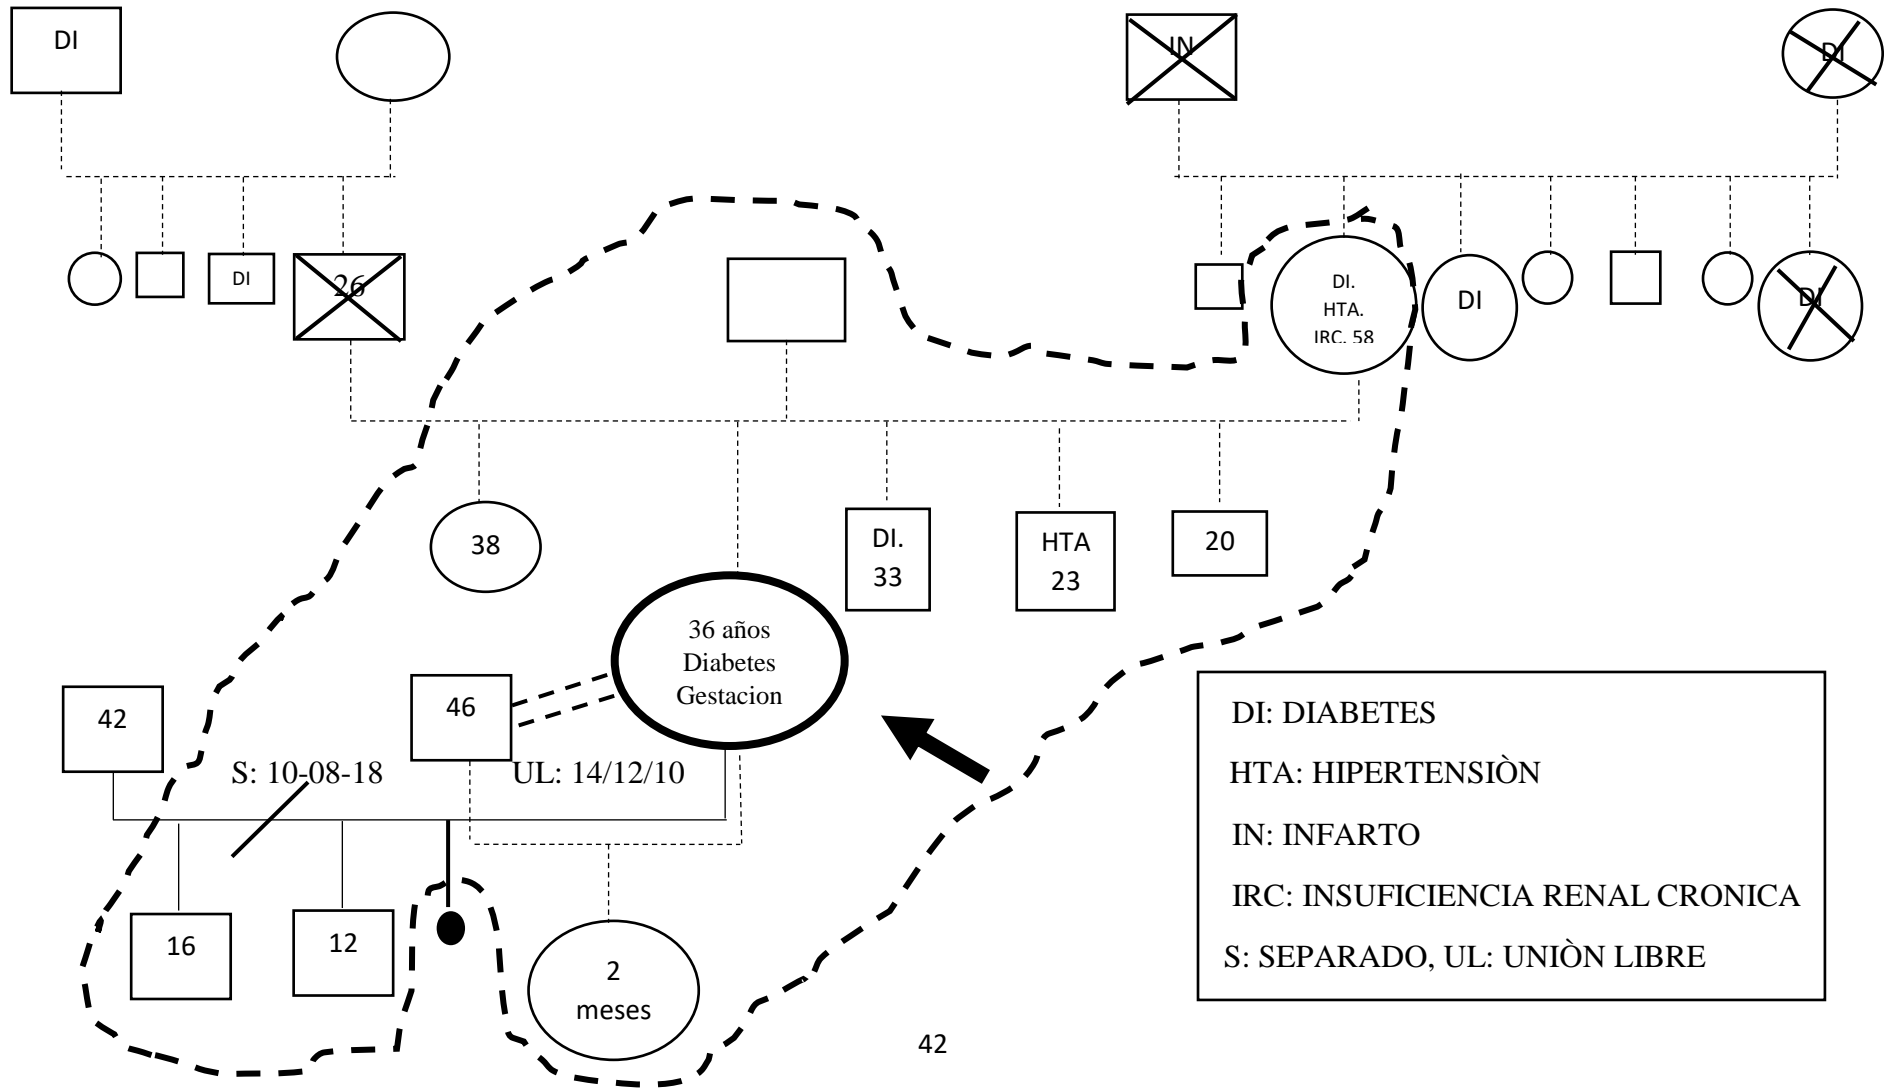 DI
IN
DI
DI
26
DI.
HTA.
IRC. 58
DI
DI
38
DI.
33
HTA
23
20
36 años
Diabetes
Gestacion
42
46
S: 10-08-18
UL: 14/12/10
16
12
2
meses
DI: DIABETES
HTA: HIPERTENSIÒN
IN: INFARTO
IRC: INSUFICIENCIA RENAL CRONICA
S: SEPARADO, UL: UNIÒN LIBRE
42